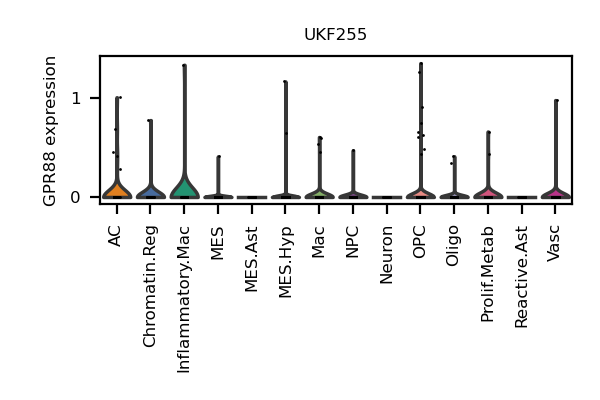 UKF255
GPR88 expression
1
0
AC
Chromatin.Reg
Inflammatory.Mac
MES
MES.Ast
MES.Hyp
Mac
NPC
Neuron
OPC
Oligo
Prolif.Metab
Reactive.Ast
Vasc